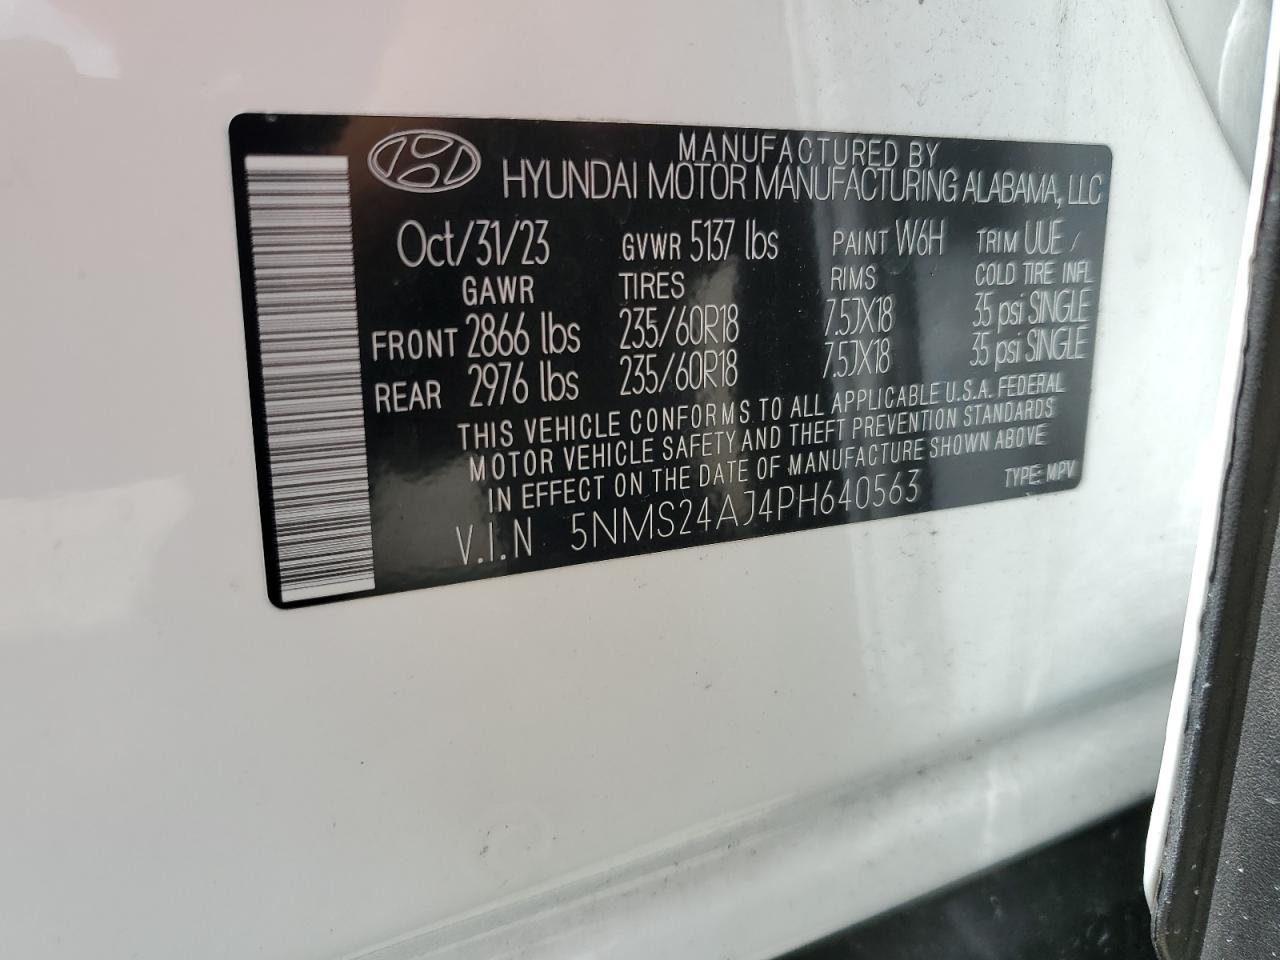 MANUFACTURED BY
HYUNDAI MOTOR MANUFACTURING ALABAMA, LLC
Oct/31/23 GVWR 5137 lbs PAINT W6H TRIM UUE /
GAWR TIRES RIMS COLD TIRE INFL
FRONT 2866 lbs 235/60R18 7.5JX18 35 psi SINGLE
REAR 2976 lbs 235/60R18 7.5JX18 35 psi SINGLE
THIS VEHICLE CONFORMS TO ALL APPLICABLE U.S.A. FEDERAL
MOTOR VEHICLE SAFETY AND THEFT PREVENTION STANDARDS
IN EFFECT ON THE DATE OF MANUFACTURE SHOWN ABOVE
V.I.N 5NMS24AJ4PH640563 TYPE: MPV